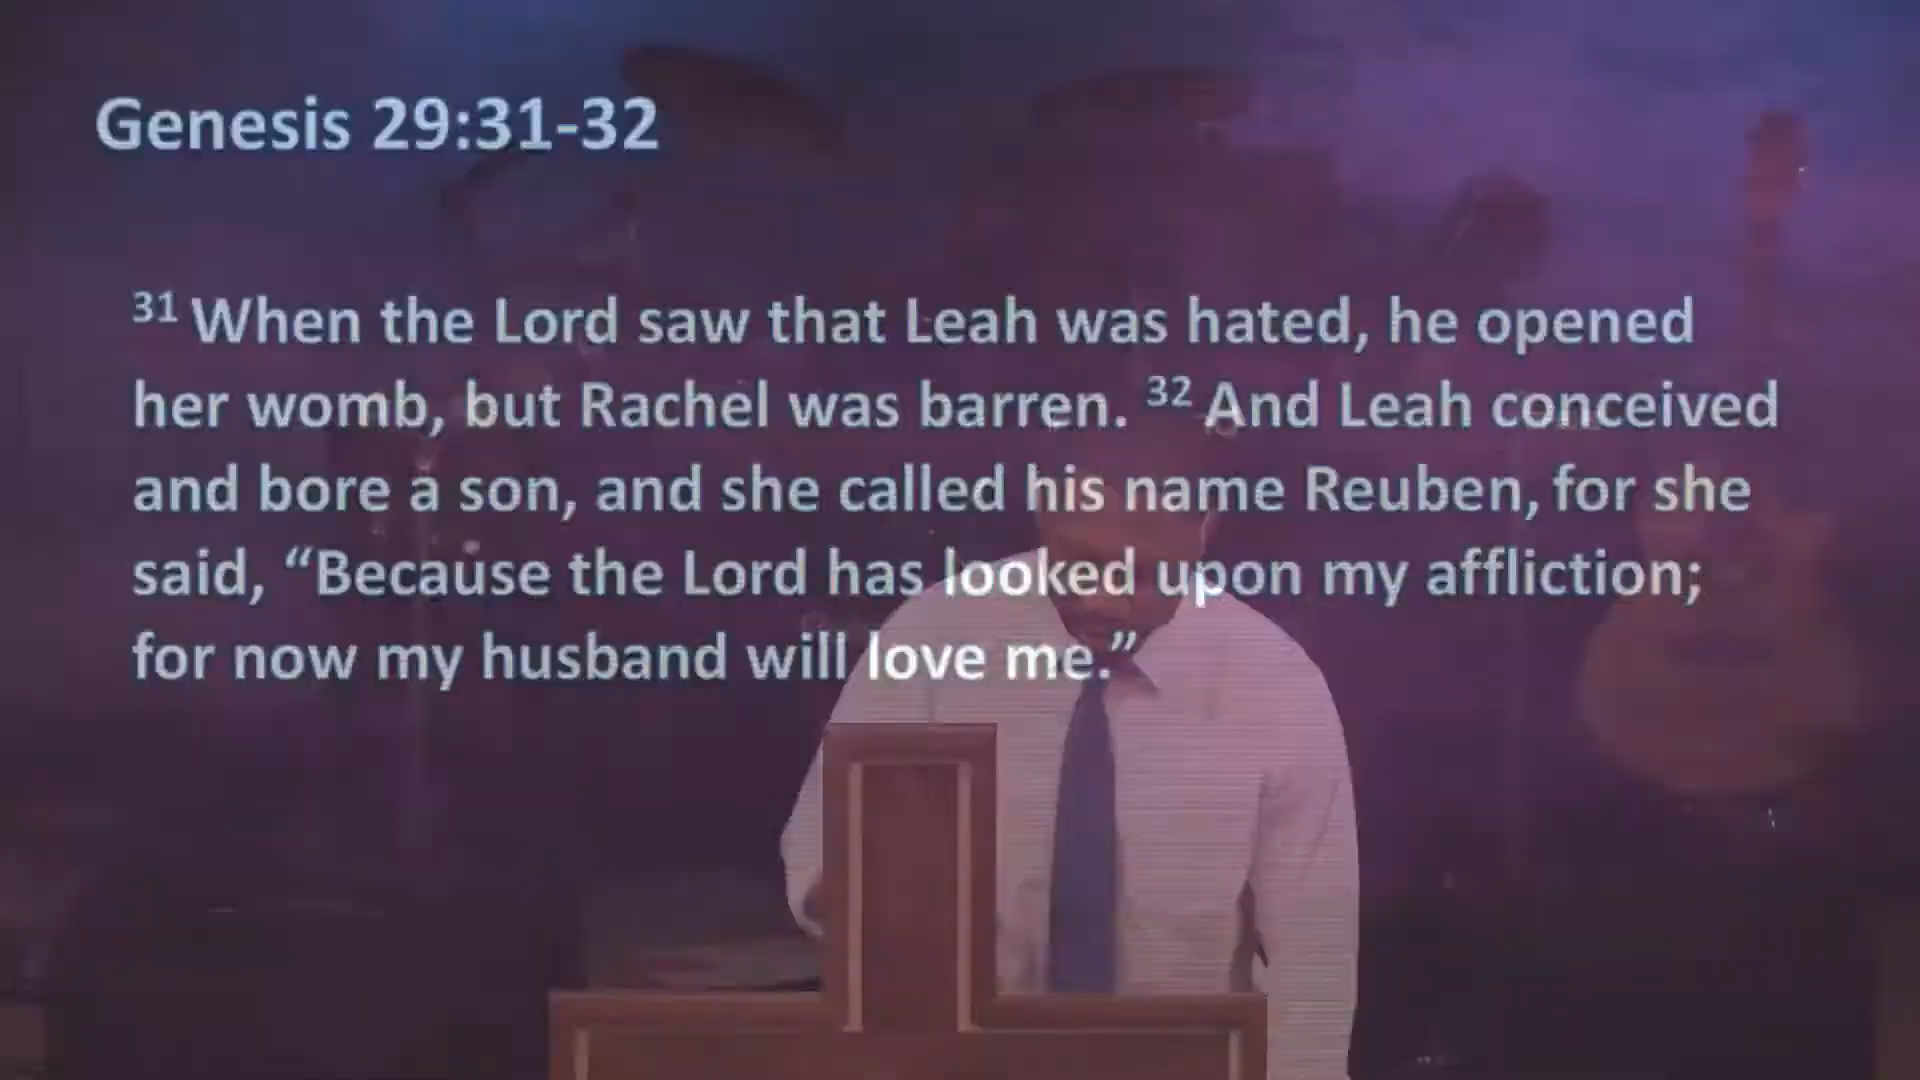 Genesis 29:31-32
31 When the Lord saw that Leah was hated, he opened
her womb, but Rachel was barren. 32 And Leah conceived
and bore a son, and she called his name Reuben, for she
said, “Because the Lord has looked upon my affliction;
for now my husband will love me.”